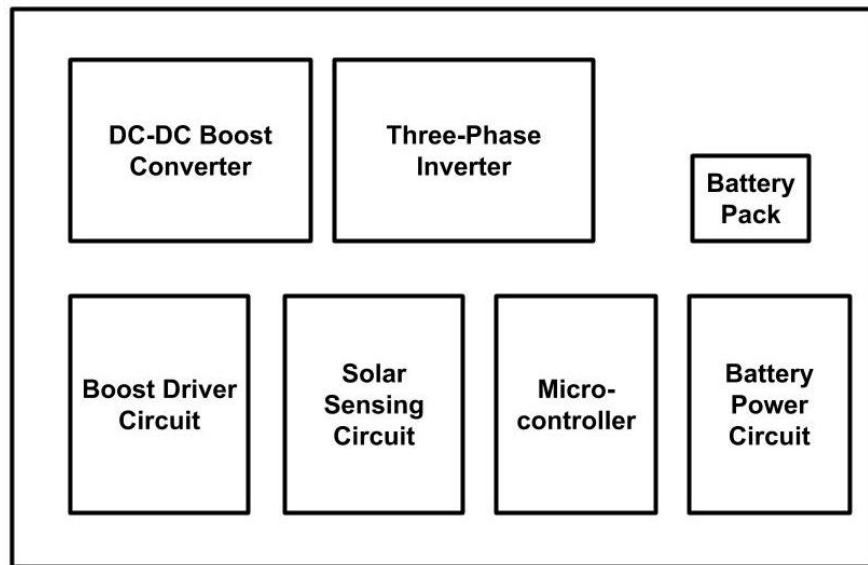 DC-DC Boost
Converter
Three-Phase
Inverter
Battery
Pack
Boost Driver
Circuit
Solar
Sensing
Circuit
Micro-
controller
Battery
Power
Circuit